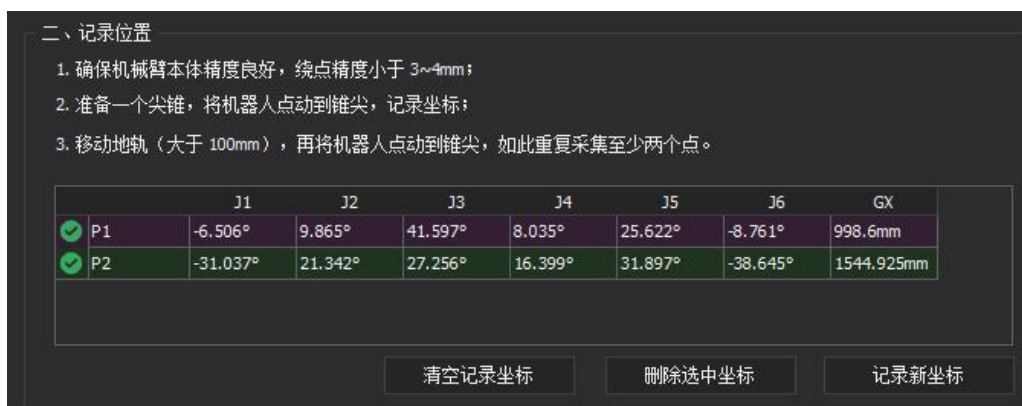 二、记录位置
1. 确保机械臂本体精度良好，绕点精度小于 3~4mm；
2. 准备一个尖锥，将机器人点动到锥尖，记录坐标；
3. 移动地轨（大于 100mm），再将机器人点动到锥尖，如此重复采集至少两个点。
J1 J2 J3 J4 J5 J6 GX
P1 -6.506° 9.865° 41.597° 8.035° 25.622° -8.761° 998.6mm
P2 -31.037° 21.342° 27.256° 16.399° 31.897° -38.645° 1544.925mm
清空记录坐标 删除选中坐标 记录新坐标